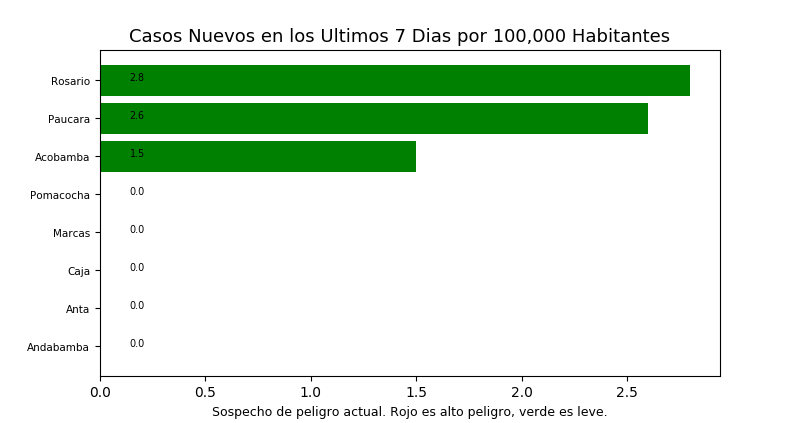 Casos Nuevos en los Ultimos 7 Dias por 100,000 Habitantes
Rosario 2.8
Paucara 2.6
Acobamba 1.5
Pomacocha 0.0
Marcas 0.0
Caja 0.0
Anta 0.0
Andabamba 0.0
0.0 0.5 1.0 1.5 2.0 2.5
Sospecho de peligro actual. Rojo es alto peligro, verde es leve.